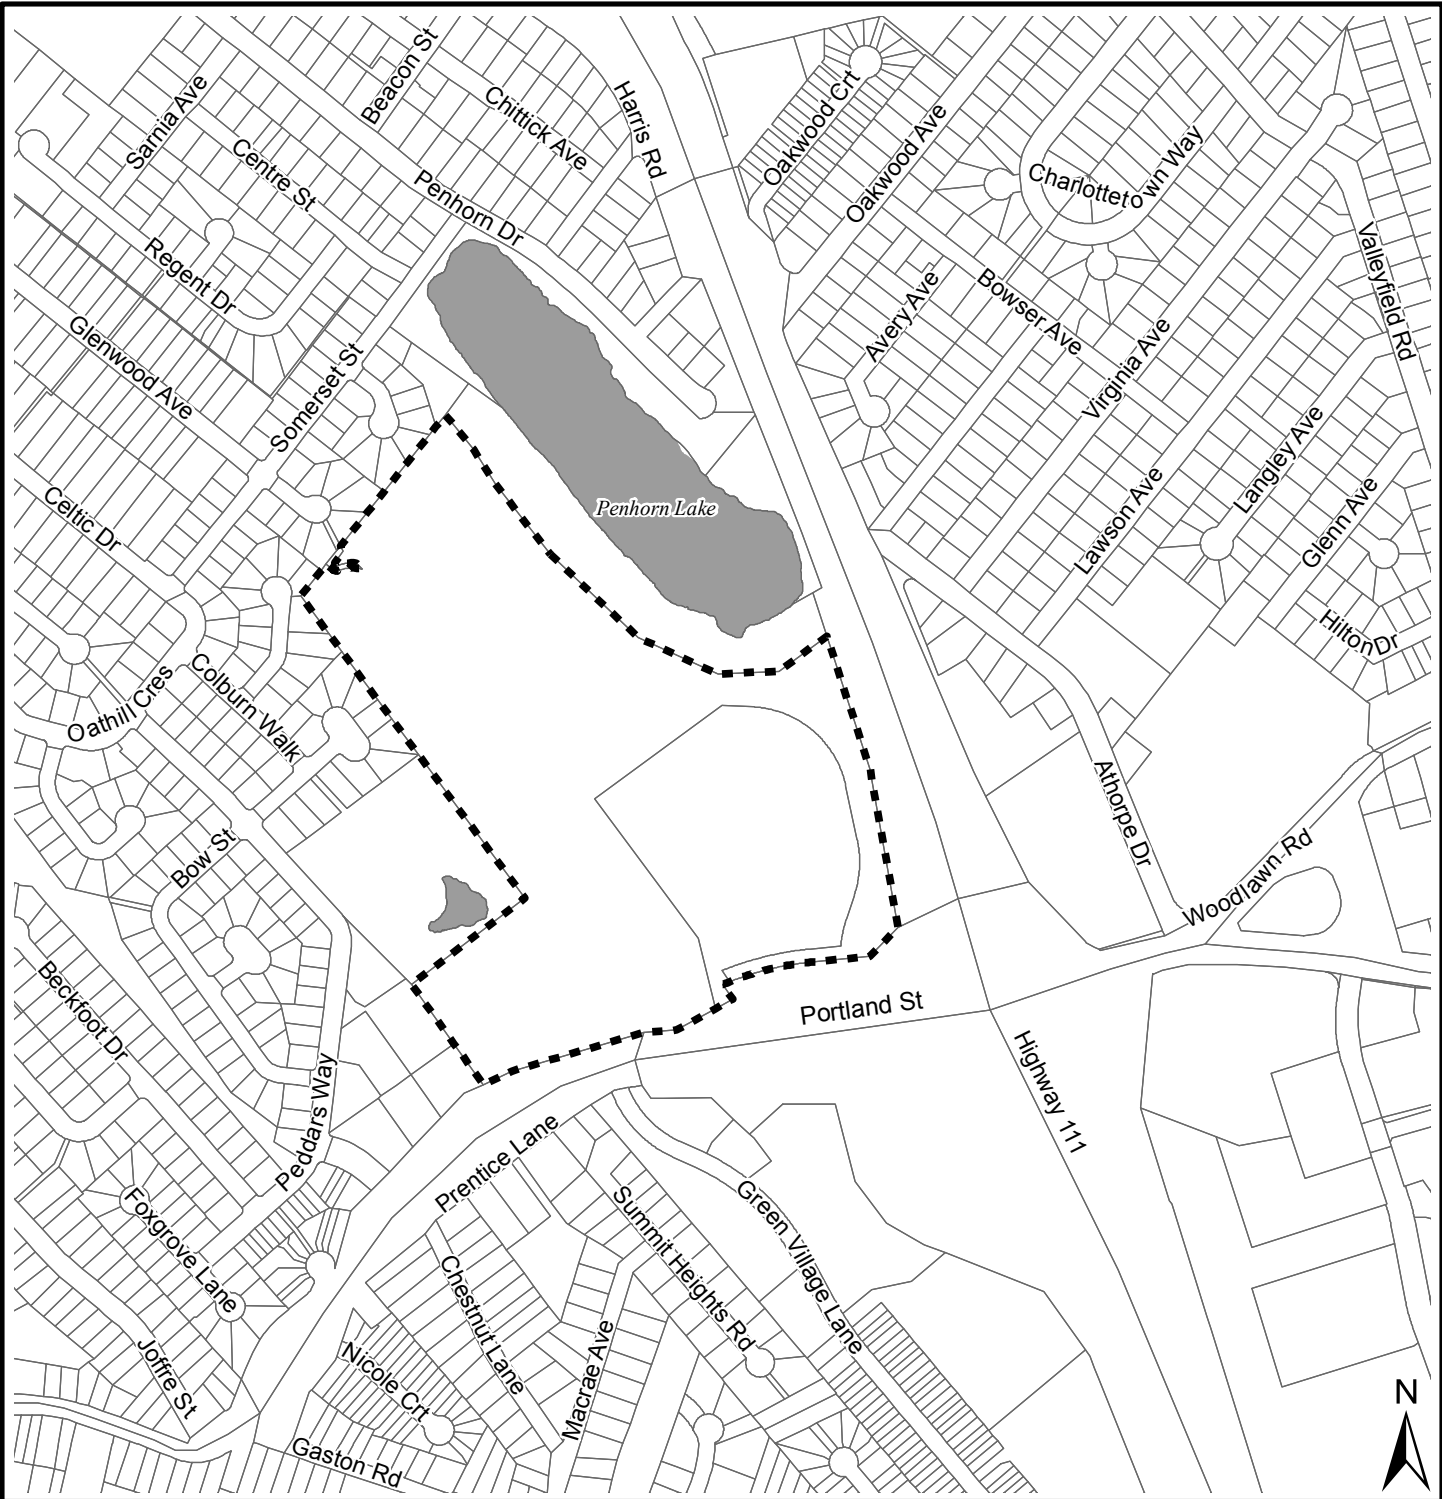 Beacon St
Sarnia Ave
Chittick Ave
Harris Rd
Oakwood Crt
Oakwood Ave
Charlottetown Way
Centre St
Penhorn Dr
Regent Dr
Valleyfield Rd
Avery Ave
Bowser Ave
Glenwood Ave
Somerset St
Virginia Ave
Langley Ave
Lawson Ave
Glenn Ave
Celtic Dr
Penhorn Lake
Hilton Dr
Oathill Cres
Colburn Walk
Athorpe Dr
Bow St
Woodlawn Rd
Beckfoot Dr
Portland St
Highway 111
Peddars Way
Prentice Lane
Foxgrove Lane
Summit Heights Rd
Green Village Lane
Chestnut Lane
Joffre St
Nicole Crt
Macrae Ave
Gaston Rd
N